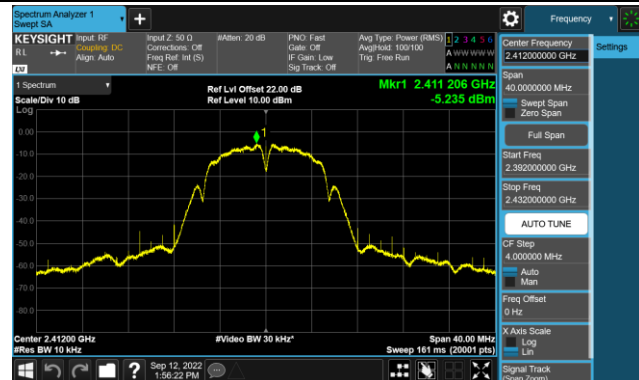 Spectrum Analyzer 1
Swept SA
Frequency
KEYSIGHT
RL
LXI
Input: RF
Coupling: DC
Align: Auto
Input Z: 50 Ω
Corrections: Off
Freq Ref: Int (S)
NFE: Off
#Atten: 20 dB
PNO: Fast
Gate: Off
IF Gain: Low
Sig Track: Off
Avg Type: Power (RMS)
Avg|Hold: 100/100
Trig: Free Run
1 2 3 4 5 6
A W W W W W
A N N N N N
1 Spectrum
Scale/Div 10 dB
Ref Lvl Offset 22.00 dB
Ref Level 10.00 dBm
Mkr1 2.411 206 GHz
-5.235 dBm
Log
1
0.00
-10.0
-20.0
-30.0
-40.0
-50.0
-60.0
-70.0
-80.0
Center 2.41200 GHz
#Res BW 10 kHz
#Video BW 30 kHz*
Span 40.00 MHz
Sweep 161 ms (20001 pts)
Sep 12, 2022
1:56:22 PM
?
Center Frequency
2.412000000 GHz
Span
40.0000000 MHz
Swept Span
Zero Span
Full Span
Start Freq
2.392000000 GHz
Stop Freq
2.432000000 GHz
AUTO TUNE
CF Step
4.000000 MHz
Auto
Man
Freq Offset
0 Hz
X Axis Scale
Log
Lin
Signal Track
(Span Zoom)
Settings